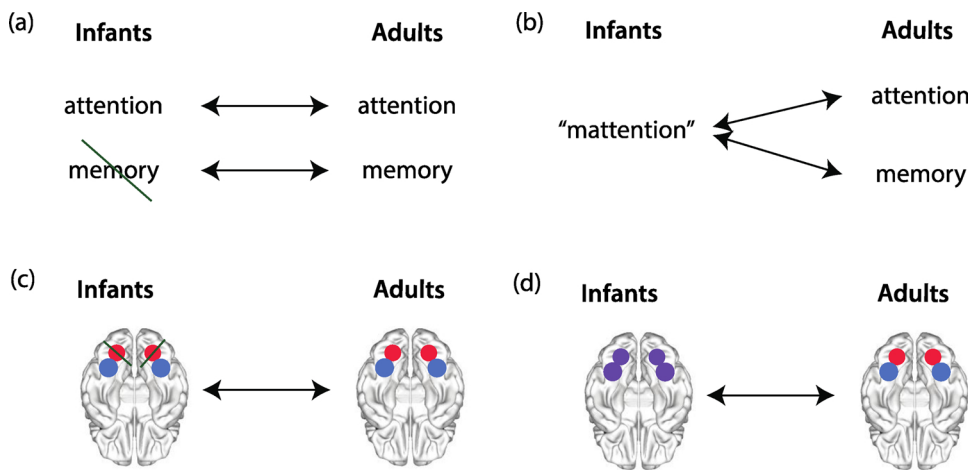 (a)
Infants Adults
attention attention
memory memory
(b)
Infants Adults
attention
“mattention”
memory
(c)
Infants Adults
(d)
Infants Adults